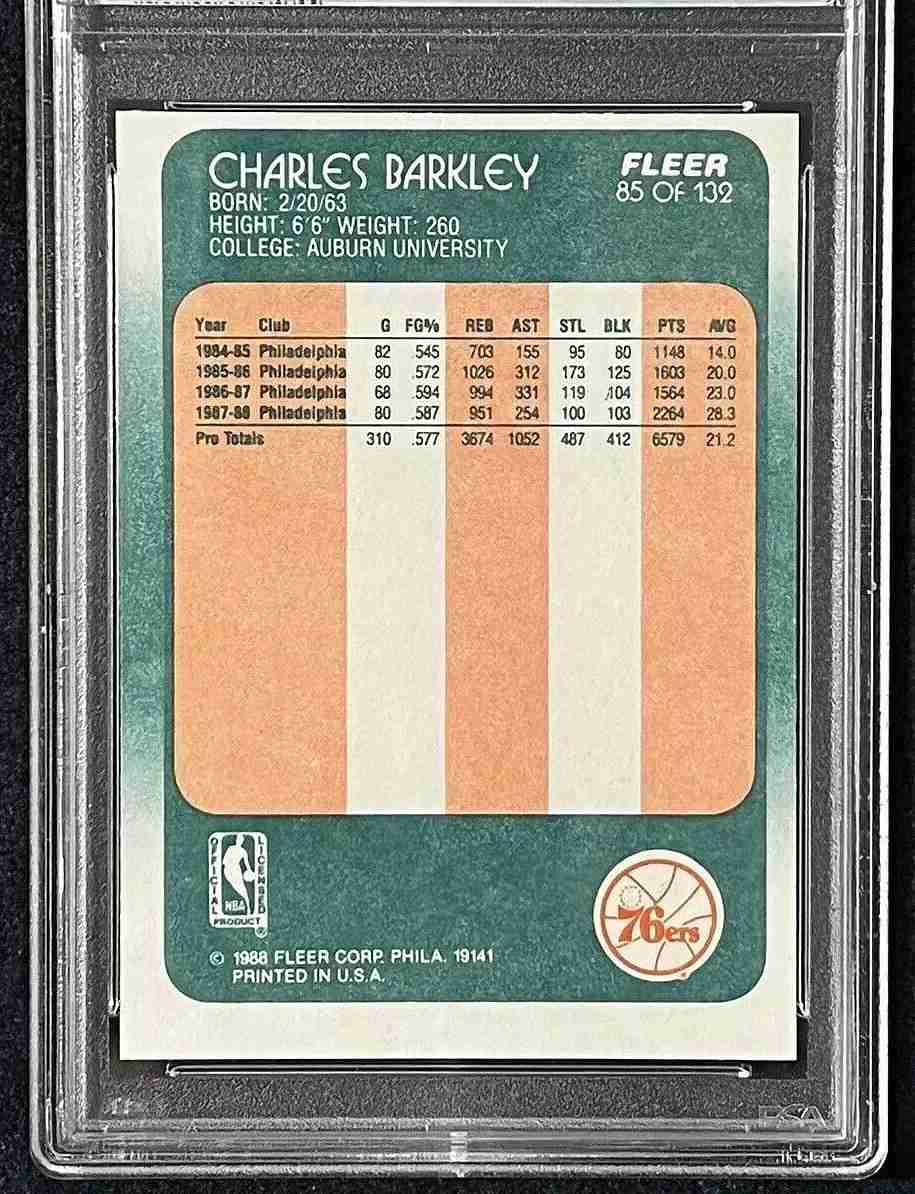 CHARLES BARKLEY
FLEER
85 OF 132
BORN: 2/20/63
HEIGHT: 6'6" WEIGHT: 260
COLLEGE: AUBURN UNIVERSITY
Year Club G FG% REB AST STL BLK PTS AVG
1984-85 Philadelphia 82 .545 703 155 95 80 1148 14.0
1985-86 Philadelphia 80 .572 1026 312 173 125 1603 20.0
1986-87 Philadelphia 68 .594 994 331 119 104 1564 23.0
1987-88 Philadelphia 80 .587 951 254 100 103 2264 28.3
Pro Totals 310 .577 3674 1052 487 412 6579 21.2
OFFICIAL LICENSED
NBA
PRODUCT ®
76ers
© 1988 FLEER CORP. PHILA. 19141
PRINTED IN U.S.A.
PSA